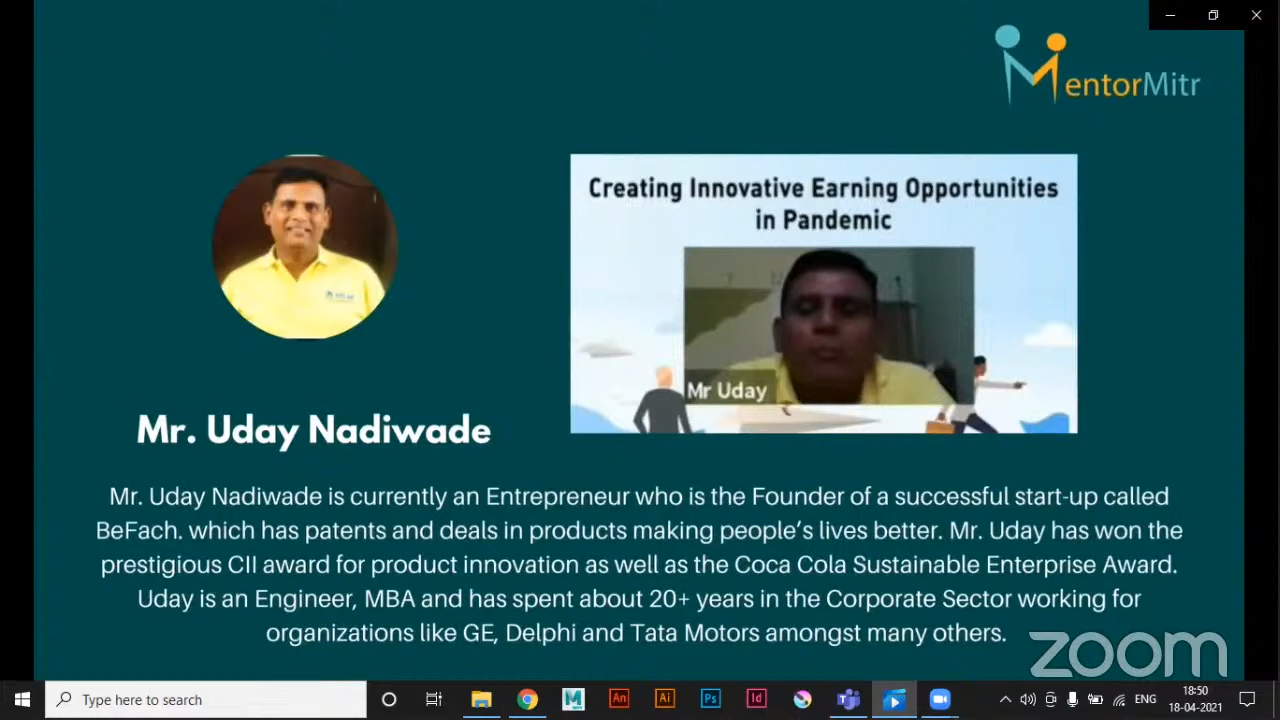 MentorMitr
Creating Innovative Earning Opportunities
in Pandemic
Mr Uday
Mr. Uday Nadiwade
Mr. Uday Nadiwade is currently an Entrepreneur who is the Founder of a successful start-up called
BeFach. which has patents and deals in products making people’s lives better. Mr. Uday has won the
prestigious CII award for product innovation as well as the Coca Cola Sustainable Enterprise Award.
Uday is an Engineer, MBA and has spent about 20+ years in the Corporate Sector working for
organizations like GE, Delphi and Tata Motors amongst many others.
zoom
Type here to search
An
Ai
Ps
Id
ENG
18:50
18-04-2021